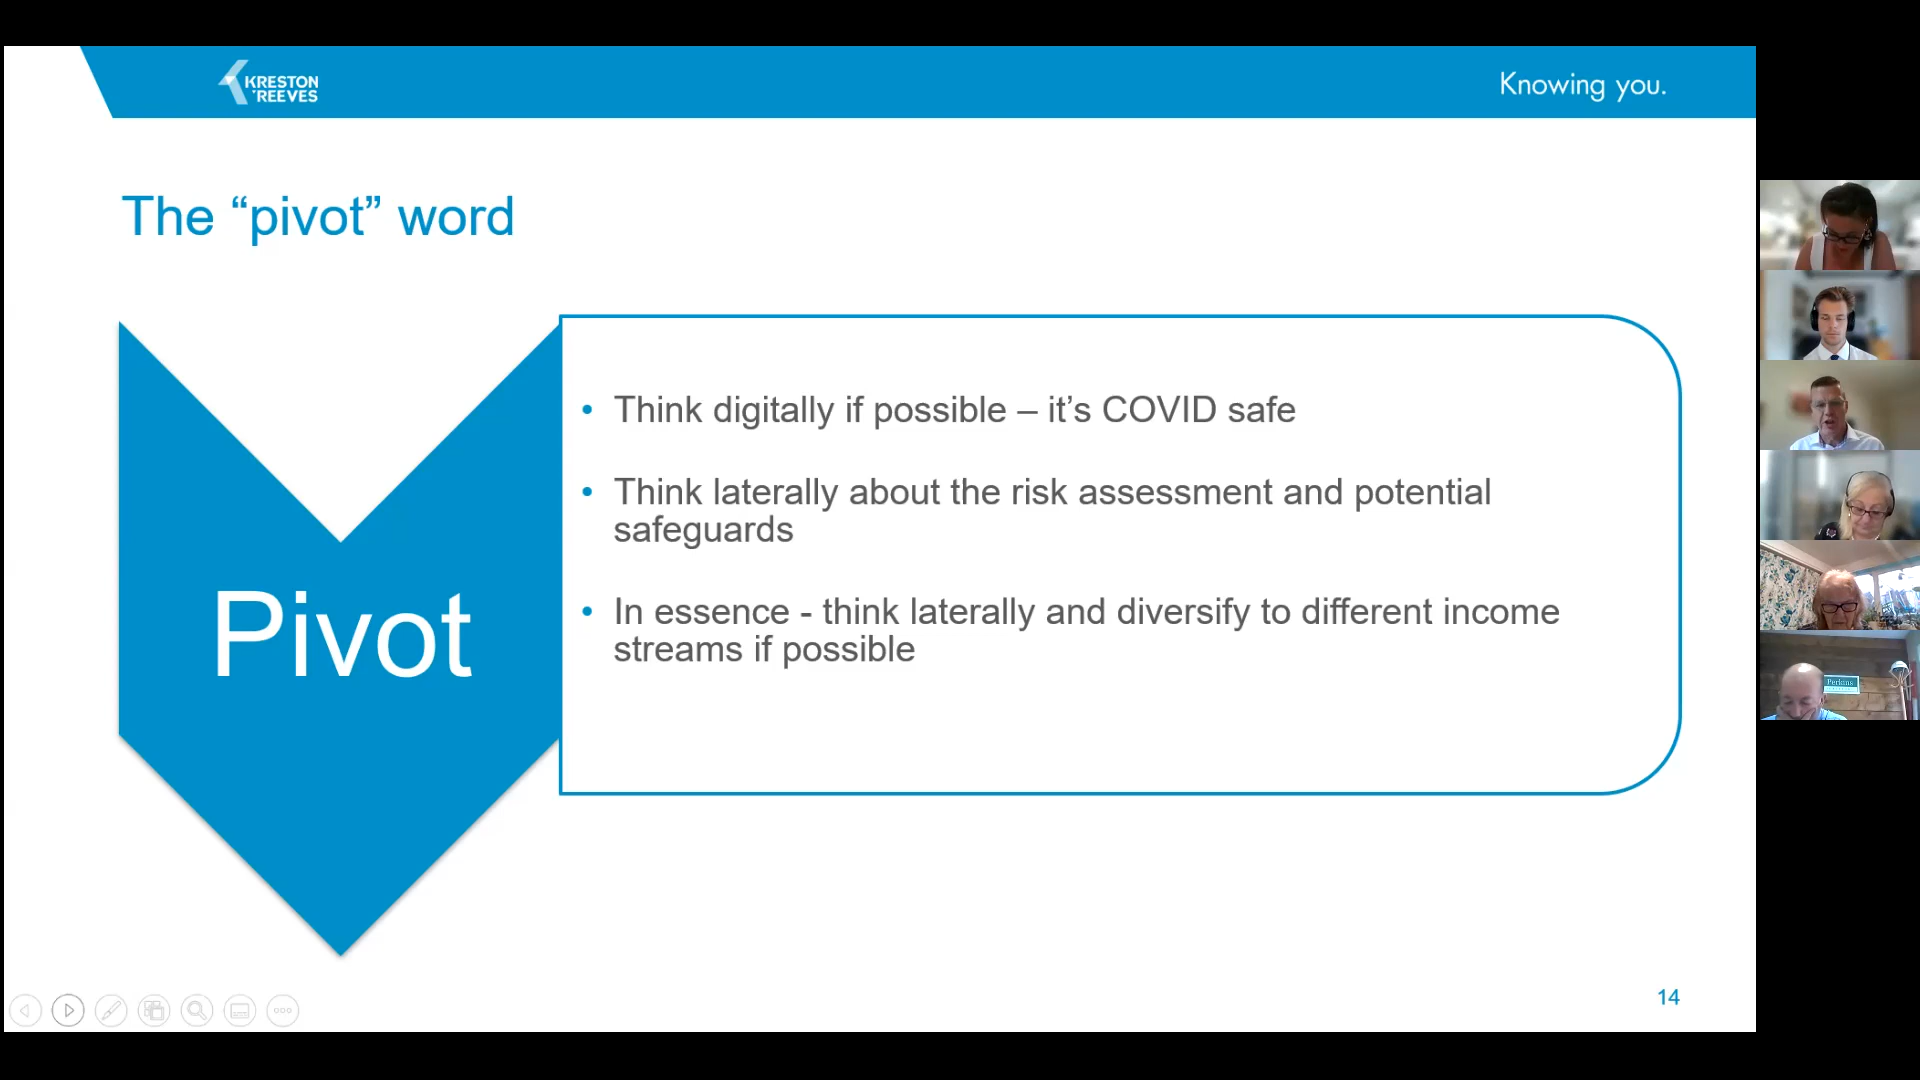 KRESTON
REEVES
Knowing you.
The “pivot” word
Pivot
• Think digitally if possible – it’s COVID safe
• Think laterally about the risk assessment and potential
safeguards
• In essence - think laterally and diversify to different income
streams if possible
Perkins
14